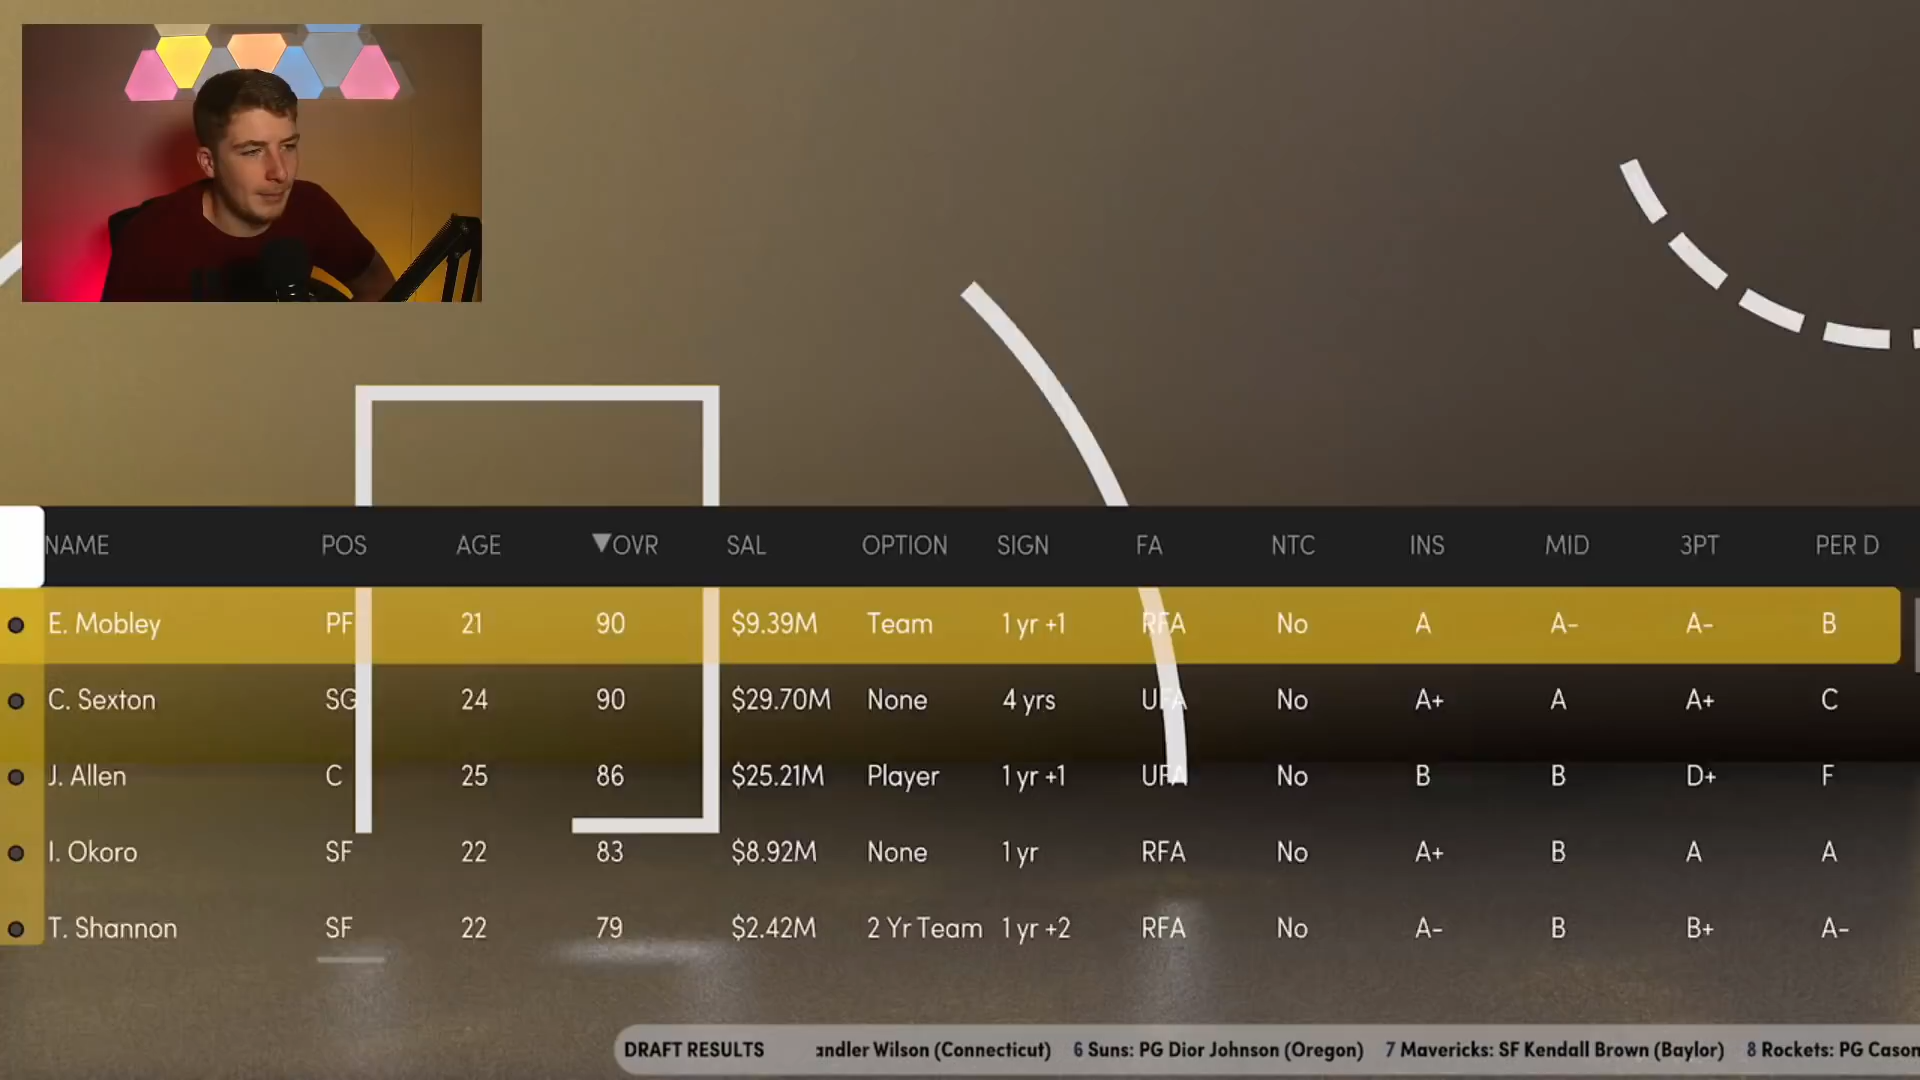 NAME POS AGE ▼OVR SAL OPTION SIGN FA NTC INS MID 3PT PER D
E. Mobley PF 21 90 $9.39M Team 1 yr +1 RFA No A A- A- B
C. Sexton SG 24 90 $29.70M None 4 yrs UFA No A+ A A+ C
J. Allen C 25 86 $25.21M Player 1 yr +1 UFA No B B D+ F
I. Okoro SF 22 83 $8.92M None 1 yr RFA No A+ B A A
T. Shannon SF 22 79 $2.42M 2 Yr Team 1 yr +2 RFA No A- B B+ A-
DRAFT RESULTS andler Wilson (Connecticut) 6 Suns: PG Dior Johnson (Oregon) 7 Mavericks: SF Kendall Brown (Baylor) 8 Rockets: PG Cason